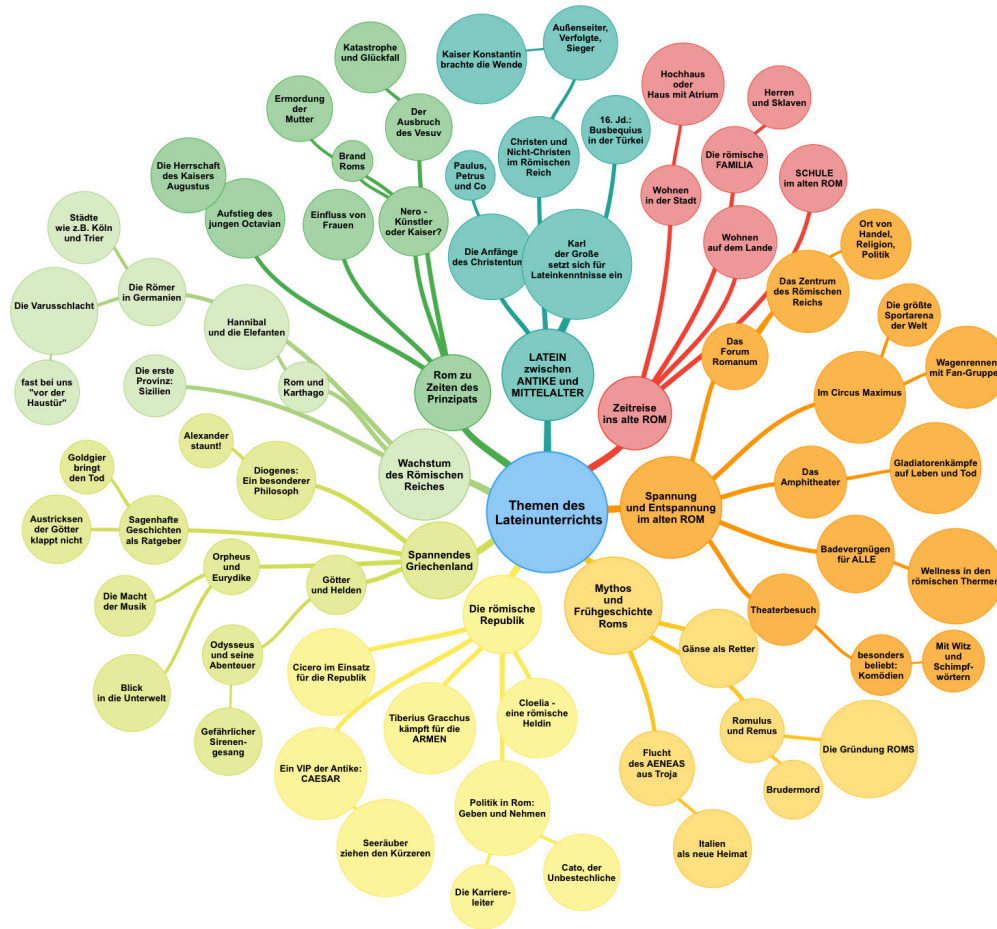 Themen des
Lateinunterrichts
LATEIN
zwischen
ANTIKE und
MITTELALTER
Die Anfänge
des Christentum
Paulus,
Petrus
und Co
Christen und
Nicht-Christen
im Römischen
Reich
Außenseiter,
Verfolgte,
Sieger
Kaiser Konstantin
brachte die Wende
Karl
der Große
setzt sich für
Lateinkenntnisse ein
16. Jd.:
Busbequius
in der Türkei
Zeitreise
ins alte ROM
Wohnen
in der Stadt
Hochhaus
oder
Haus mit Atrium
Die römische
FAMILIA
Herren
und Sklaven
Wohnen
auf dem Lande
SCHULE
im alten ROM
Spannung
und Entspannung
im alten ROM
Das
Forum
Romanum
Das Zentrum
des Römischen
Reichs
Ort von
Handel,
Religion,
Politik
Im Circus Maximus
Die größte
Sportarena
der Welt
Wagenrennen
mit Fan-Gruppe
Das
Amphitheater
Gladiatorenkämpfe
auf Leben und Tod
Badevergnügen
für ALLE
Wellness in den
römischen Thermen
Theaterbesuch
besonders
beliebt:
Komödien
Mit Witz
und
Schimpf-
wörtern
Mythos
und
Frühgeschichte
Roms
Gänse als Retter
Romulus
und Remus
Die Gründung ROMS
Brudermord
Flucht
des AENEAS
aus Troja
Italien
als neue Heimat
Die römische
Republik
Cloelia -
eine römische
Heldin
Politik in Rom:
Geben und Nehmen
Cato, der
Unbestechliche
Die Karriere-
leiter
Tiberius Gracchus
kämpft für die
ARMEN
Ein VIP der Antike:
CAESAR
Seeräuber
ziehen den Kürzeren
Cicero im Einsatz
für die Republik
Spannendes
Griechenland
Götter
und Helden
Odysseus
und seine
Abenteuer
Gefährlicher
Sirenen-
gesang
Orpheus
und
Eurydike
Blick
in die Unterwelt
Die Macht
der Musik
Sagenhafte
Geschichten
als Ratgeber
Austricksen
der Götter
klappt nicht
Goldgier
bringt
den Tod
Diogenes:
Ein besonderer
Philosoph
Alexander
staunt!
Wachstum
des Römischen
Reiches
Die erste
Provinz:
Sizilien
Rom und
Karthago
Hannibal
und die Elefanten
Die Römer
in Germanien
Die Varusschlacht
fast bei uns
"vor der
Haustür"
Städte
wie z.B. Köln
und Trier
Rom zu
Zeiten des
Prinzipats
Aufstieg des
jungen Octavian
Die Herrschaft
des Kaisers
Augustus
Einfluss von
Frauen
Nero -
Künstler
oder Kaiser?
Brand
Roms
Ermordung
der
Mutter
Der
Ausbruch
des Vesuv
Katastrophe
und Glückfall